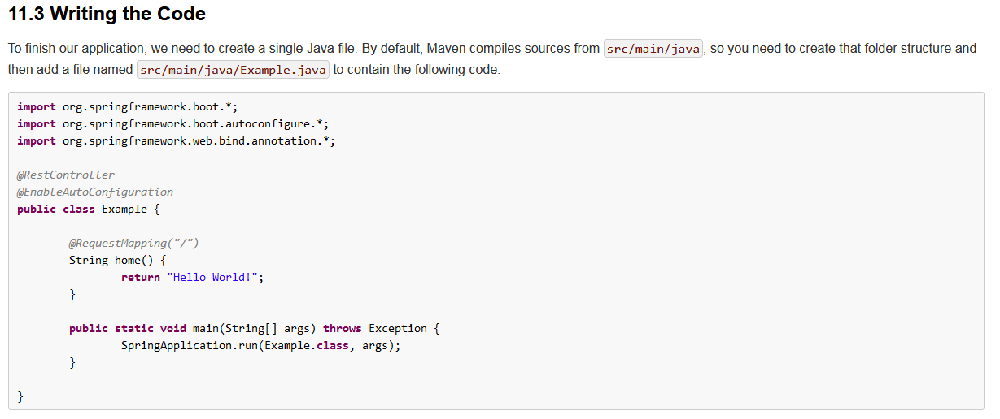 11.3 Writing the Code
To finish our application, we need to create a single Java file. By default, Maven compiles sources from src/main/java, so you need to create that folder structure and
then add a file named src/main/java/Example.java to contain the following code:
import org.springframework.boot.*;
import org.springframework.boot.autoconfigure.*;
import org.springframework.web.bind.annotation.*;
@RestController
@EnableAutoConfiguration
public class Example {
@RequestMapping("/")
String home() {
return "Hello World!";
}
public static void main(String[] args) throws Exception {
SpringApplication.run(Example.class, args);
}
}